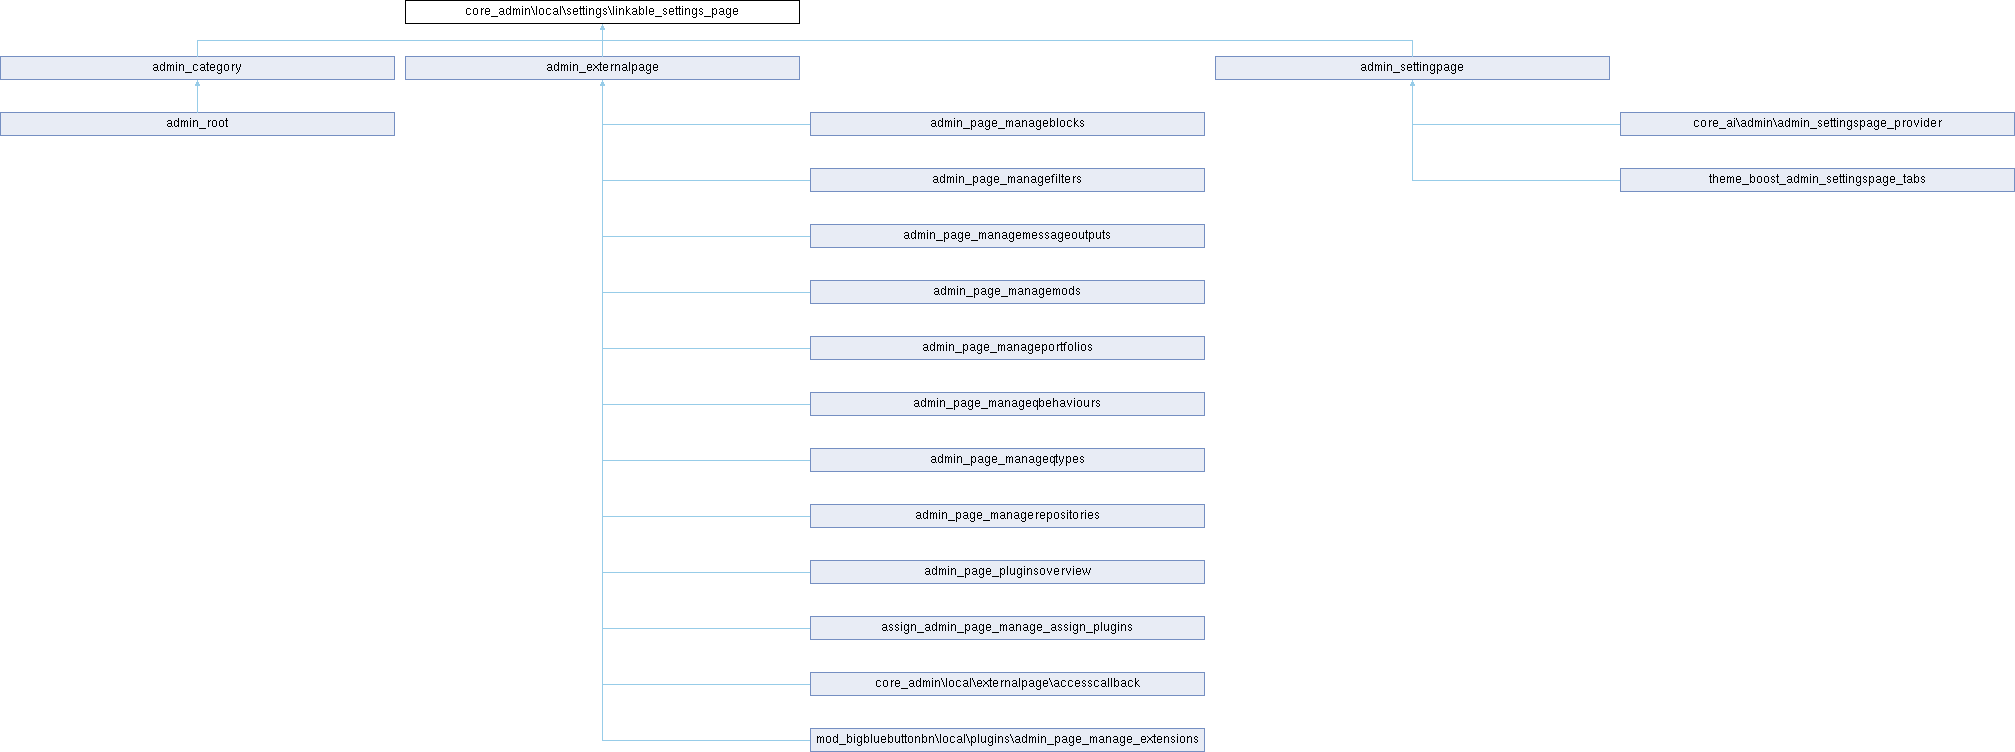 core_admin\local\settings\linkable_settings_page
admin_category
admin_externalpage
admin_settingpage
admin_root
admin_page_manageblocks
core_ai\admin\admin_settingspage_provider
admin_page_managefilters
theme_boost_admin_settingspage_tabs
admin_page_managemessageoutputs
admin_page_managemods
admin_page_manageportfolios
admin_page_manageqbehaviours
admin_page_manageqtypes
admin_page_managerepositories
admin_page_pluginsoverview
assign_admin_page_manage_assign_plugins
core_admin\local\externalpage\accesscallback
mod_bigbluebuttonbn\local\plugins\admin_page_manage_extensions